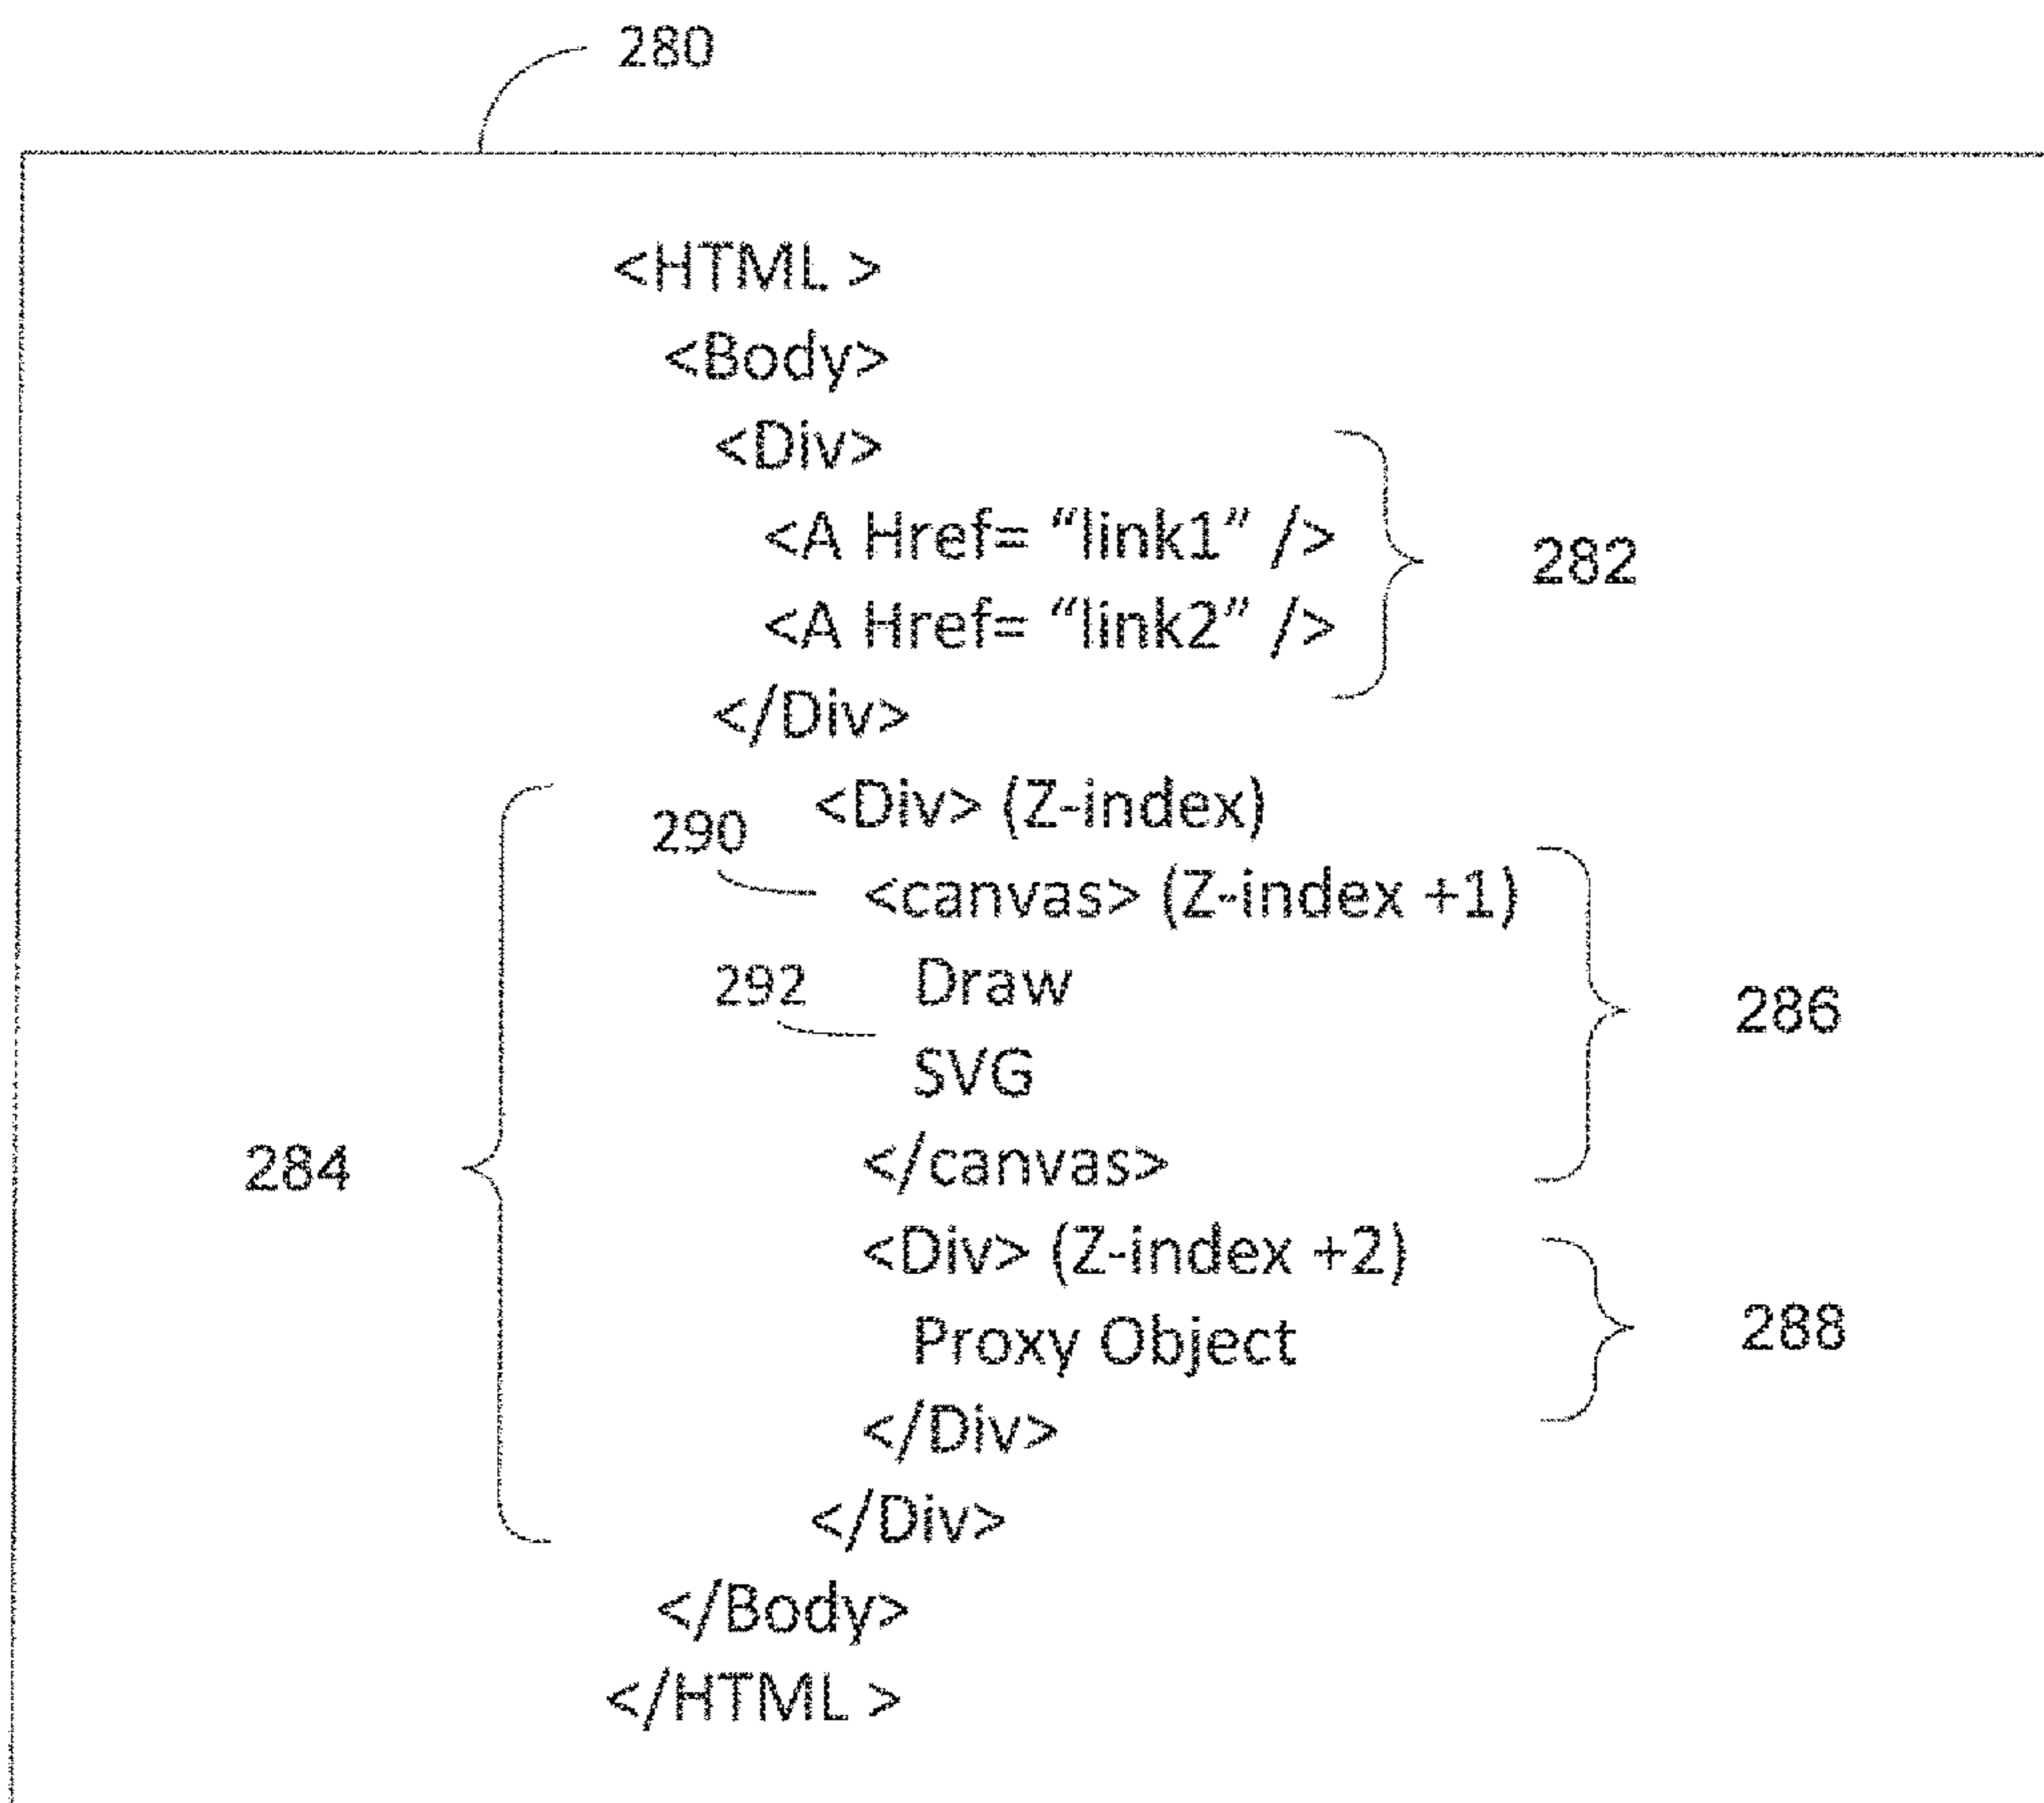 280
<HTML >
<Body>
<Div>
<A Href= “link1” />
282
<A Href= “link2” />
</Div>
<Div> (Z-index)
290
<canvas> (Z-index +1)
292
Draw
286
SVG
284
</canvas>
<Div> (Z-index +2)
288
Proxy Object
</Div>
</Div>
</Body>
</HTML >